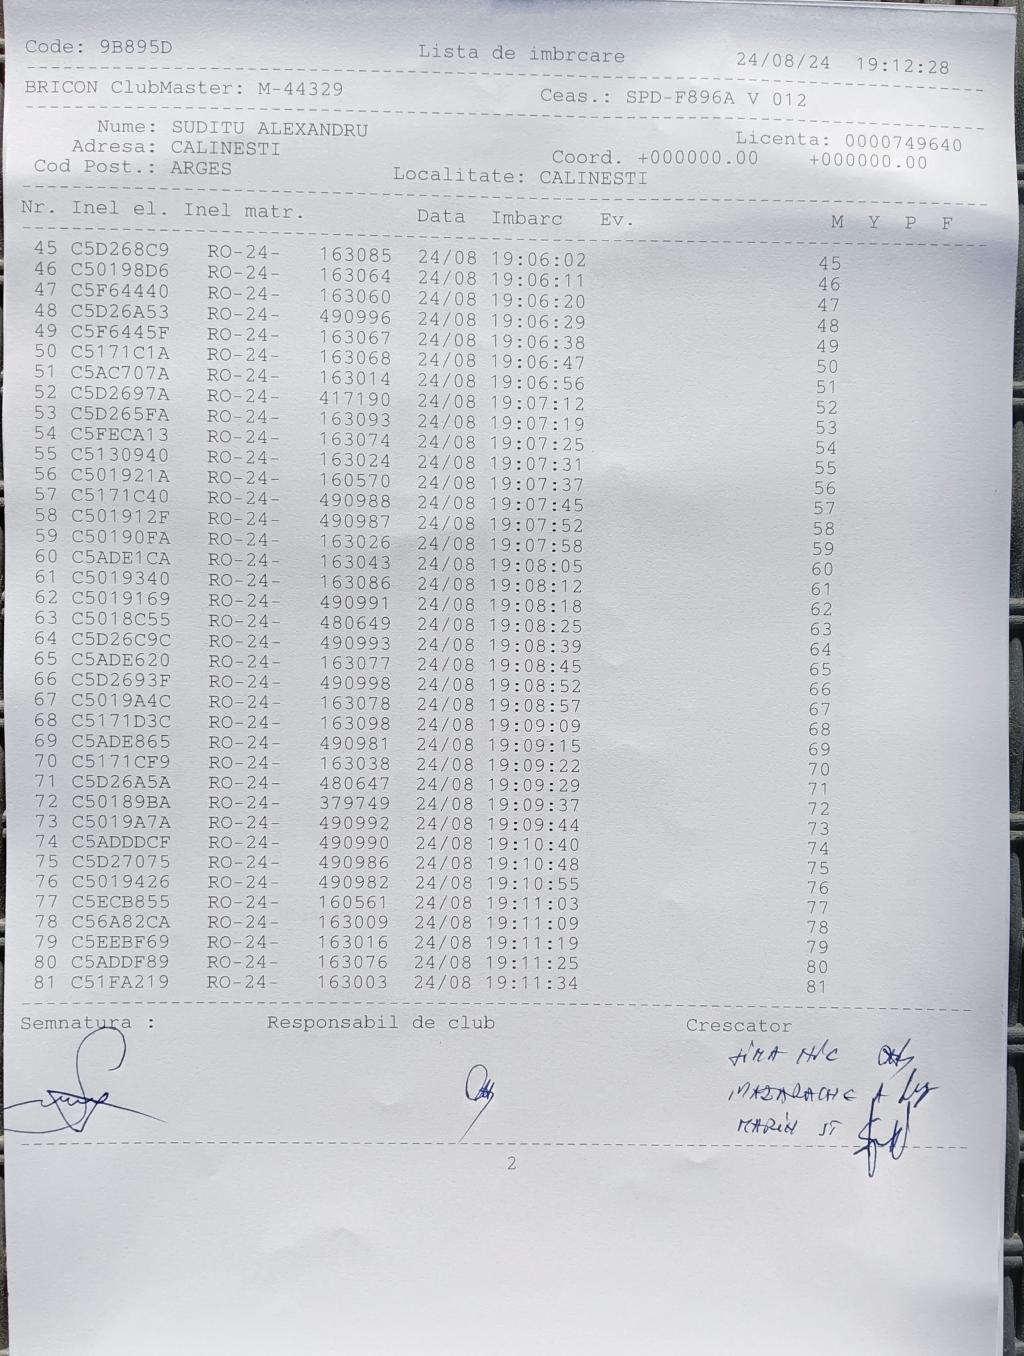 Code: 9B895D Lista de imbrcare 24/08/24 19:12:28
BRICON ClubMaster: M-44329 Ceas.: SPD-F896A V 012
Nume: SUDITU ALEXANDRU Licenta: 0000749640
Adresa: CALINESTI Coord. +000000.00 +000000.00
Cod Post.: ARGES Localitate: CALINESTI
Nr. Inel el. Inel matr. Data Imbarc Ev. M Y P F
45 C5D268C9 RO-24- 163085 24/08 19:06:02 45
46 C50198D6 RO-24- 163064 24/08 19:06:11 46
47 C5F64440 RO-24- 163060 24/08 19:06:20 47
48 C5D26A53 RO-24- 490996 24/08 19:06:29 48
49 C5F6445F RO-24- 163067 24/08 19:06:38 49
50 C5171C1A RO-24- 163068 24/08 19:06:47 50
51 C5AC707A RO-24- 163014 24/08 19:06:56 51
52 C5D2697A RO-24- 417190 24/08 19:07:12 52
53 C5D265FA RO-24- 163093 24/08 19:07:19 53
54 C5FECA13 RO-24- 163074 24/08 19:07:25 54
55 C5130940 RO-24- 163024 24/08 19:07:31 55
56 C501921A RO-24- 160570 24/08 19:07:37 56
57 C5171C40 RO-24- 490988 24/08 19:07:45 57
58 C501912F RO-24- 490987 24/08 19:07:52 58
59 C50190FA RO-24- 163026 24/08 19:07:58 59
60 C5ADE1CA RO-24- 163043 24/08 19:08:05 60
61 C5019340 RO-24- 163086 24/08 19:08:12 61
62 C5019169 RO-24- 490991 24/08 19:08:18 62
63 C5018C55 RO-24- 480649 24/08 19:08:25 63
64 C5D26C9C RO-24- 490993 24/08 19:08:39 64
65 C5ADE620 RO-24- 163077 24/08 19:08:45 65
66 C5D2693F RO-24- 490998 24/08 19:08:52 66
67 C5019A4C RO-24- 163078 24/08 19:08:57 67
68 C5171D3C RO-24- 163098 24/08 19:09:09 68
69 C5ADE865 RO-24- 490981 24/08 19:09:15 69
70 C5171CF9 RO-24- 163038 24/08 19:09:22 70
71 C5D26A5A RO-24- 480647 24/08 19:09:29 71
72 C50189BA RO-24- 379749 24/08 19:09:37 72
73 C5019A7A RO-24- 490992 24/08 19:09:44 73
74 C5ADDDCF RO-24- 490990 24/08 19:10:40 74
75 C5D27075 RO-24- 490986 24/08 19:10:48 75
76 C5019426 RO-24- 490982 24/08 19:10:55 76
77 C5ECB855 RO-24- 160561 24/08 19:11:03 77
78 C56A82CA RO-24- 163009 24/08 19:11:09 78
79 C5EEBF69 RO-24- 163016 24/08 19:11:19 79
80 C5ADDF89 RO-24- 163076 24/08 19:11:25 80
81 C51FA219 RO-24- 163003 24/08 19:11:34 81
Semnatura : Responsabil de club Crescator
MAZARACHE A
MARIN ST
2